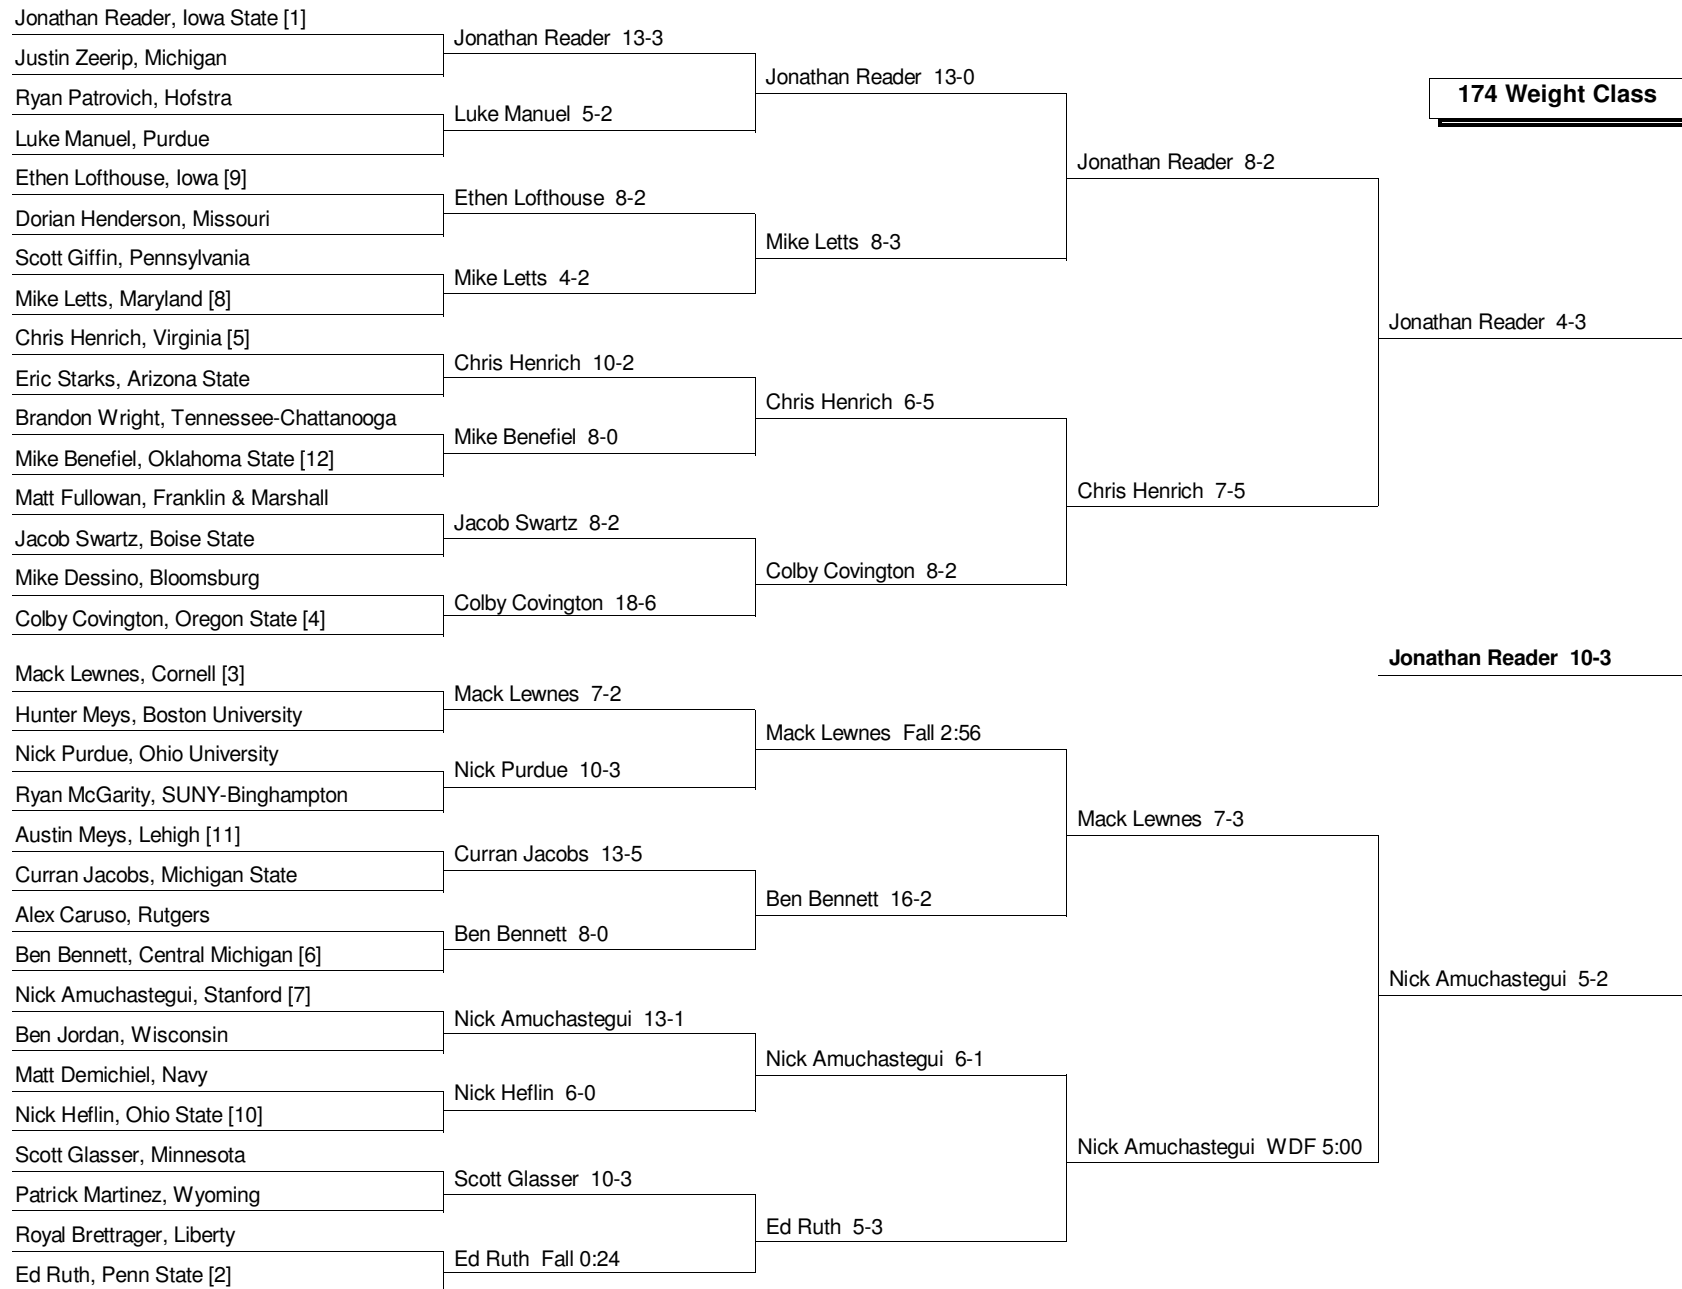 Jonathan Reader, Iowa State [1]
Justin Zeerip, Michigan
Ryan Patrovich, Hofstra
Luke Manuel, Purdue
Ethen Lofthouse, Iowa [9]
Dorian Henderson, Missouri
Scott Giffin, Pennsylvania
Mike Letts, Maryland [8]
Chris Henrich, Virginia [5]
Eric Starks, Arizona State
Brandon Wright, Tennessee-Chattanooga
Mike Benefiel, Oklahoma State [12]
Matt Fullowan, Franklin & Marshall
Jacob Swartz, Boise State
Mike Dessino, Bloomsburg
Colby Covington, Oregon State [4]
Mack Lewnes, Cornell [3]
Hunter Meys, Boston University
Nick Purdue, Ohio University
Ryan McGarity, SUNY-Binghampton
Austin Meys, Lehigh [11]
Curran Jacobs, Michigan State
Alex Caruso, Rutgers
Ben Bennett, Central Michigan [6]
Nick Amuchastegui, Stanford [7]
Ben Jordan, Wisconsin
Matt Demichiel, Navy
Nick Heflin, Ohio State [10]
Scott Glasser, Minnesota
Patrick Martinez, Wyoming
Royal Brettrager, Liberty
Ed Ruth, Penn State [2]
Jonathan Reader 13-3
Luke Manuel 5-2
Ethen Lofthouse 8-2
Mike Letts 4-2
Chris Henrich 10-2
Mike Benefiel 8-0
Jacob Swartz 8-2
Colby Covington 18-6
Mack Lewnes 7-2
Nick Purdue 10-3
Curran Jacobs 13-5
Ben Bennett 8-0
Nick Amuchastegui 13-1
Nick Heflin 6-0
Scott Glasser 10-3
Ed Ruth Fall 0:24
Jonathan Reader 13-0
Mike Letts 8-3
Chris Henrich 6-5
Colby Covington 8-2
Mack Lewnes Fall 2:56
Ben Bennett 16-2
Nick Amuchastegui 6-1
Ed Ruth 5-3
Jonathan Reader 8-2
Chris Henrich 7-5
Mack Lewnes 7-3
Nick Amuchastegui WDF 5:00
174 Weight Class
Jonathan Reader 4-3
Jonathan Reader 10-3
Nick Amuchastegui 5-2